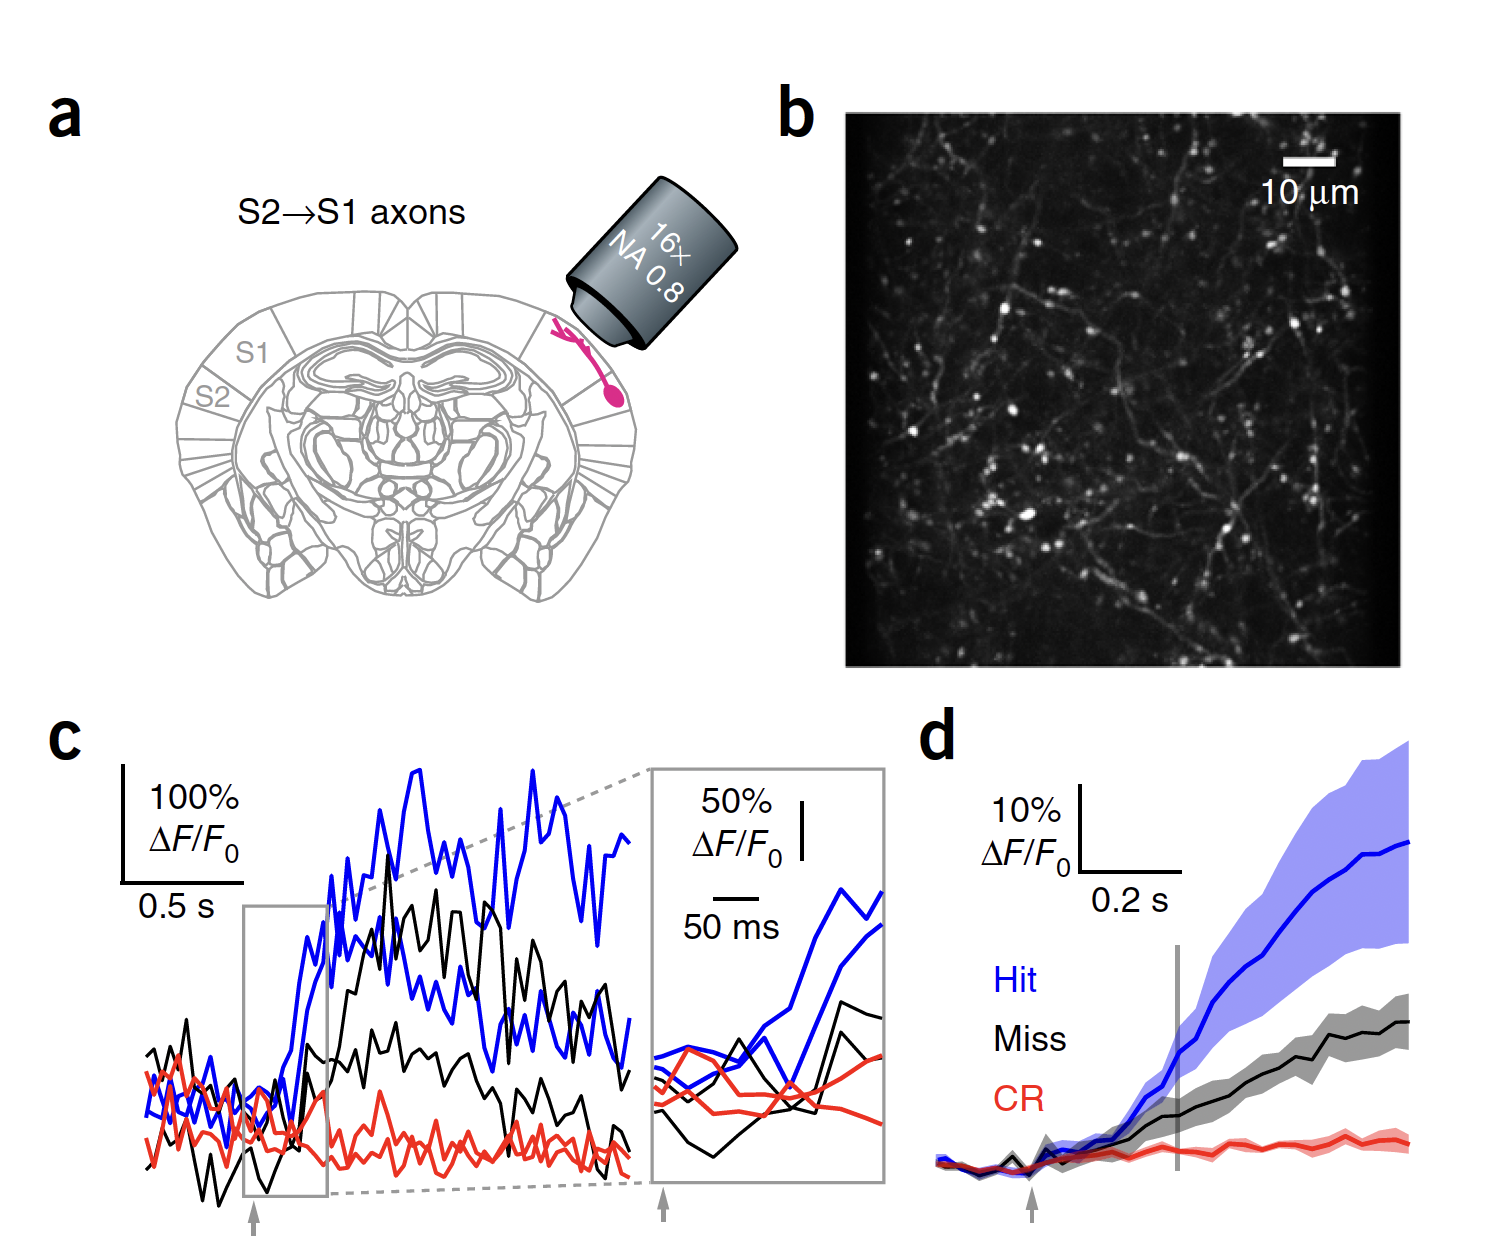 a
b
S2→S1 axons
16×
NA 0.8
S1
S2
10 µm
c
d
100%
ΔF/F0
0.5 s
50%
ΔF/F0
50 ms
10%
ΔF/F0
0.2 s
Hit
Miss
CR